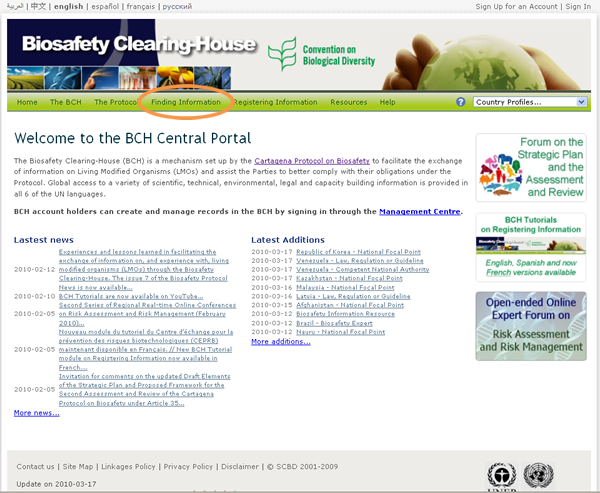 العربية | 中文 | english | español | français | русский
Sign Up for an Account | Sign In
Biosafety Clearing-House
Convention on
Biological Diversity
Home The BCH The Protocol Finding Information Registering Information Resources Help ? Country Profiles...
Welcome to the BCH Central Portal
The Biosafety Clearing-House (BCH) is a mechanism set up by the Cartagena Protocol on Biosafety to facilitate the exchange
of information on Living Modified Organisms (LMOs) and assist the Parties to better comply with their obligations under the
Protocol. Global access to a variety of scientific, technical, environmental, legal and capacity building information is provided in
all 6 of the UN languages.
BCH account holders can create and manage records in the BCH by signing in through the Management Centre.
Lastest news
Experiences and lessons learned in facilitating the
exchange of information on, and experience with, living
2010-02-12 modified organisms (LMOs) through the Biosafety
Clearing-House. The issue 7 of the Biosafety Protocol
News is now available...
2010-02-10 BCH Tutorials are now available on YouTube...
Second Series of Regional Real-time Online Conferences
2010-02-05 on Risk Assessment and Risk Management (February
2010)...
Nouveau module du tutoriel du Centre d'échange pour la
prévention des risques biotechnologiques (CEPRB)
2010-02-05 maintenant disponible en Français. // New BCH Tutorial
module on Registering Information now available in
French....
Invitation for comments on the updated Draft Elements
2010-02-05 of the Strategic Plan and Proposed Framework for the
Second Assessment and Review of the Cartagena
Protocol on Biosafety under Article 35...
More news...
Latest Additions
2010-03-17 Republic of Korea - National Focal Point
2010-03-17 Venezuela - Law, Regulation or Guideline
2010-03-17 Venezuela - Competent National Authority
2010-03-17 Kazakhstan - National Focal Point
2010-03-16 Malaysia - National Focal Point
2010-03-16 Latvia - Law, Regulation or Guideline
2010-03-15 Afghanistan - National Focal Point
2010-03-12 Biosafety Information Resource
2010-03-12 Brazil - Biosafety Expert
2010-03-12 Nauru - National Focal Point
More additions...
Forum on the
Strategic Plan
and the
Assessment
and Review
BCH Tutorials
on Registering Information
Biosafety Clearing-House
English, Spanish and now
French versions available
Open-ended Online
Expert Forum on
Risk Assessment
and Risk Management
Contact us | Site Map | Linkages Policy | Privacy Policy | Disclaimer | © SCBD 2001-2009
Update on 2010-03-17
UNEP